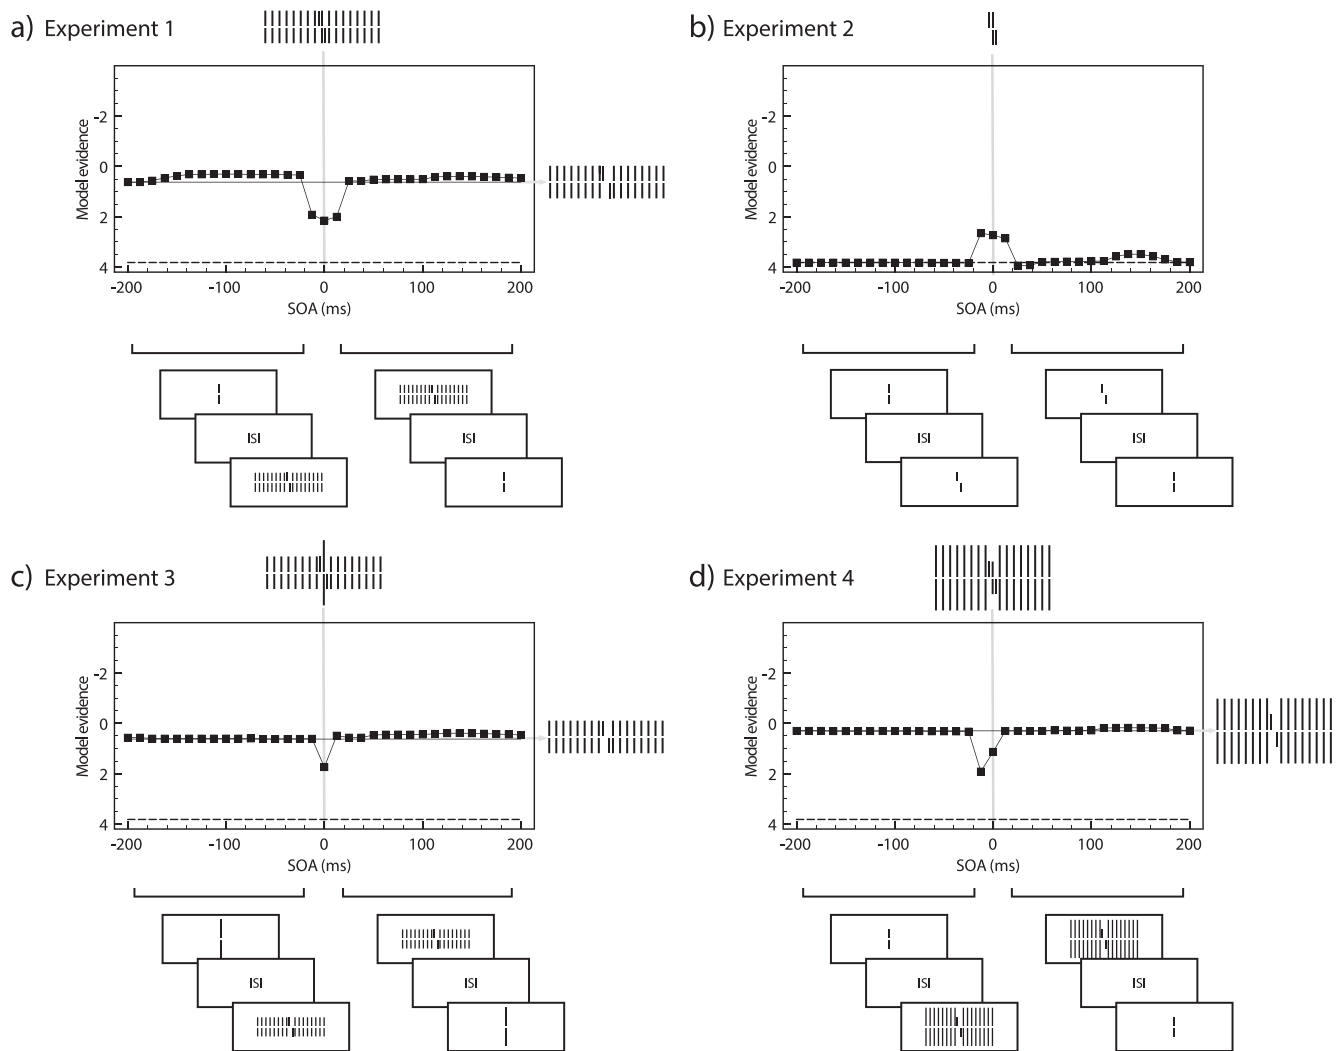 a) Experiment 1
Model evidence
-2
0
2
4
-200
-100
0
100
200
SOA (ms)
ISI
ISI
b) Experiment 2
Model evidence
-2
0
2
4
-200
-100
0
100
200
SOA (ms)
ISI
ISI
c) Experiment 3
Model evidence
-2
0
2
4
-200
-100
0
100
200
SOA (ms)
ISI
ISI
d) Experiment 4
Model evidence
-2
0
2
4
-200
-100
0
100
200
SOA (ms)
ISI
ISI